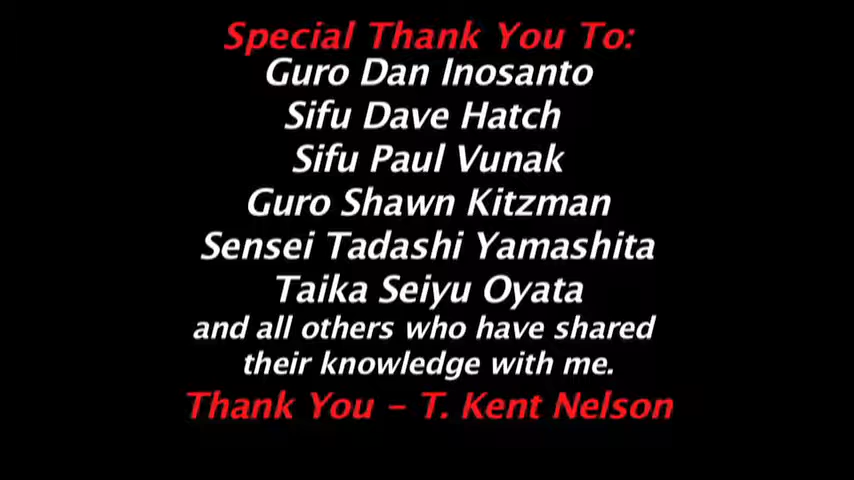 Special Thank You To:
Guro Dan Inosanto
Sifu Dave Hatch
Sifu Paul Vunak
Guro Shawn Kitzman
Sensei Tadashi Yamashita
Taika Seiyu Oyata
and all others who have shared
their knowledge with me.
Thank You - T. Kent Nelson